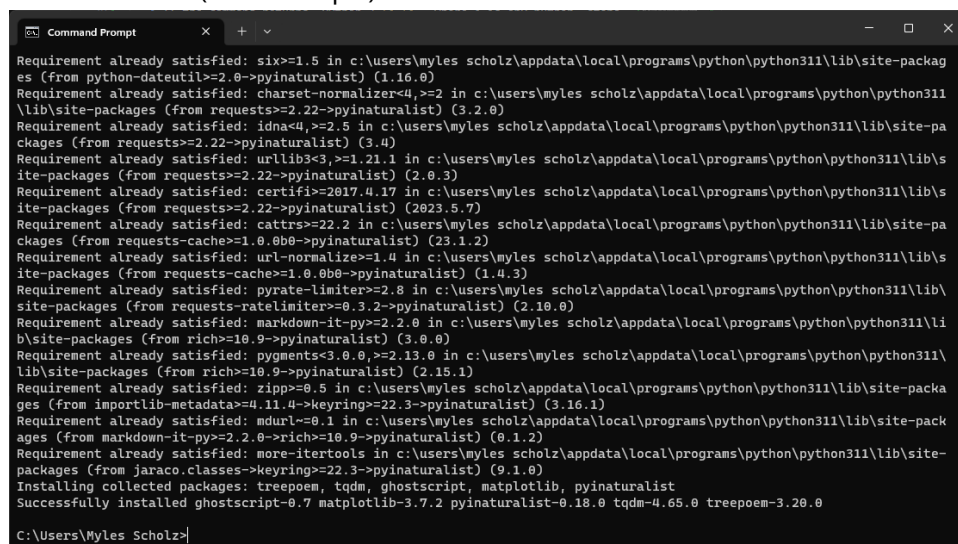 Command Prompt
Requirement already satisfied: six>=1.5 in c:\users\myles scholz\appdata\local\programs\python\python311\lib\site-packag
es (from python-dateutil>=2.0->pyinaturalist) (1.16.0)
Requirement already satisfied: charset-normalizer<4,>=2 in c:\users\myles scholz\appdata\local\programs\python\python311
\lib\site-packages (from requests>=2.22->pyinaturalist) (3.2.0)
Requirement already satisfied: idna<4,>=2.5 in c:\users\myles scholz\appdata\local\programs\python\python311\lib\site-pa
ckages (from requests>=2.22->pyinaturalist) (3.4)
Requirement already satisfied: urllib3<3,>=1.21.1 in c:\users\myles scholz\appdata\local\programs\python\python311\lib\s
ite-packages (from requests>=2.22->pyinaturalist) (2.0.3)
Requirement already satisfied: certifi>=2017.4.17 in c:\users\myles scholz\appdata\local\programs\python\python311\lib\s
ite-packages (from requests>=2.22->pyinaturalist) (2023.5.7)
Requirement already satisfied: cattrs>=22.2 in c:\users\myles scholz\appdata\local\programs\python\python311\lib\site-pa
ckages (from requests-cache>=1.0.0b0->pyinaturalist) (23.1.2)
Requirement already satisfied: url-normalize>=1.4 in c:\users\myles scholz\appdata\local\programs\python\python311\lib\s
ite-packages (from requests-cache>=1.0.0b0->pyinaturalist) (1.4.3)
Requirement already satisfied: pyrate-limiter>=2.8 in c:\users\myles scholz\appdata\local\programs\python\python311\lib\
site-packages (from requests-ratelimiter>=0.3.2->pyinaturalist) (2.10.0)
Requirement already satisfied: markdown-it-py>=2.2.0 in c:\users\myles scholz\appdata\local\programs\python\python311\li
b\site-packages (from rich>=10.9->pyinaturalist) (3.0.0)
Requirement already satisfied: pygments<3.0.0,>=2.13.0 in c:\users\myles scholz\appdata\local\programs\python\python311\
lib\site-packages (from rich>=10.9->pyinaturalist) (2.15.1)
Requirement already satisfied: zipp>=0.5 in c:\users\myles scholz\appdata\local\programs\python\python311\lib\site-packa
ges (from importlib-metadata>=4.11.4->keyring>=22.3->pyinaturalist) (3.16.1)
Requirement already satisfied: mdurl~=0.1 in c:\users\myles scholz\appdata\local\programs\python\python311\lib\site-pack
ages (from markdown-it-py>=2.2.0->rich>=10.9->pyinaturalist) (0.1.2)
Requirement already satisfied: more-itertools in c:\users\myles scholz\appdata\local\programs\python\python311\lib\site-
packages (from jaraco.classes->keyring>=22.3->pyinaturalist) (9.1.0)
Installing collected packages: treepoem, tqdm, ghostscript, matplotlib, pyinaturalist
Successfully installed ghostscript-0.7 matplotlib-3.7.2 pyinaturalist-0.18.0 tqdm-4.65.0 treepoem-3.20.0
C:\Users\Myles Scholz>